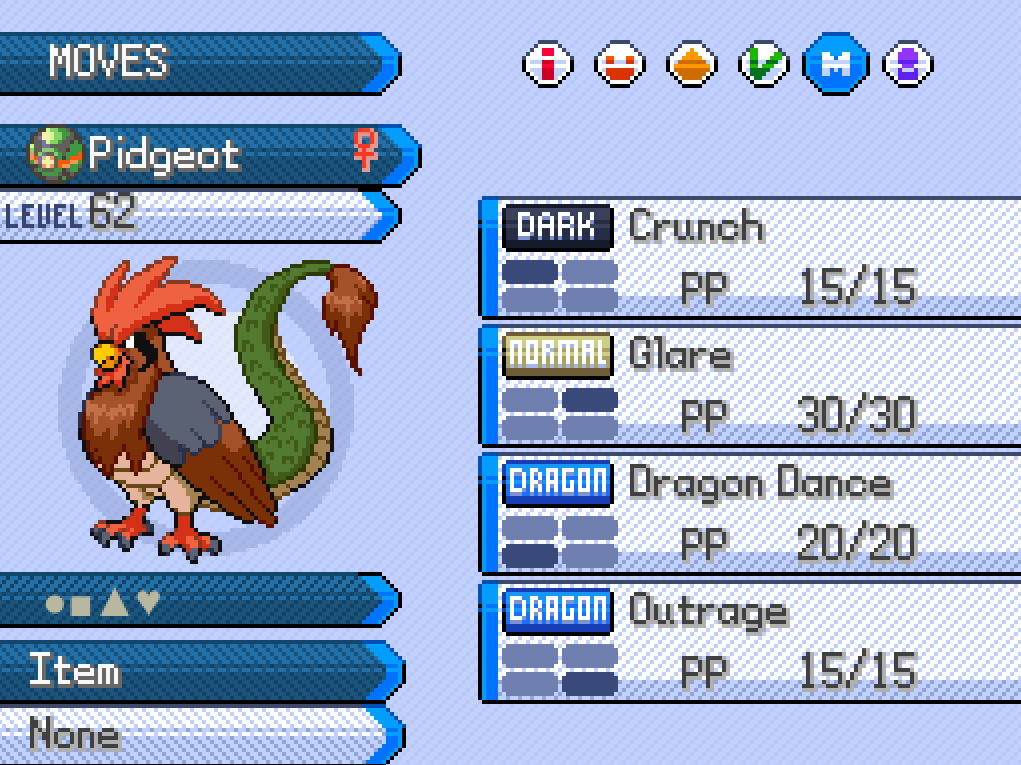 MOVES
M
Pidgeot ♀
LEVEL 62
DARK Crunch
PP 15/15
NORMAL Glare
PP 30/30
DRAGON Dragon Dance
PP 20/20
DRAGON Outrage
PP 15/15
●■▲♥
Item
None